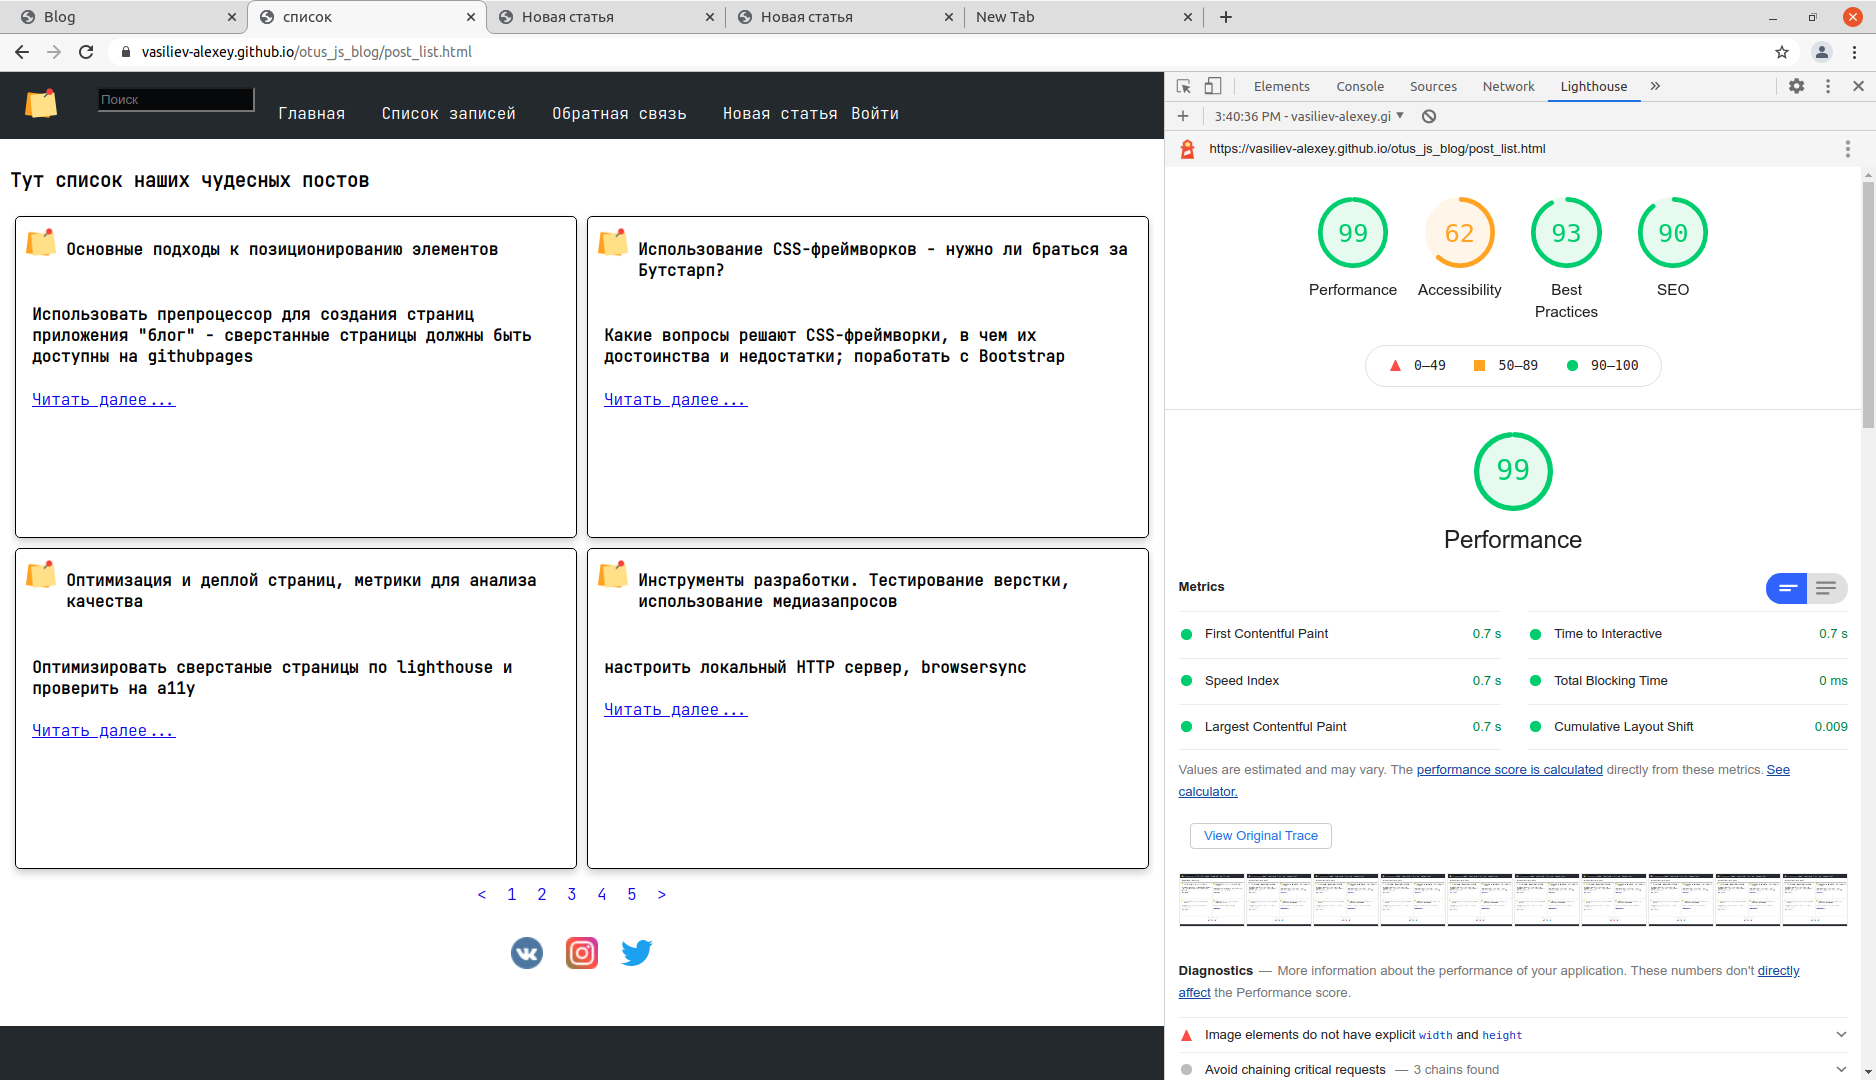 Blog
список
Новая статья
Новая статья
New Tab
vasiliev-alexey.github.io/otus_js_blog/post_list.html
Поиск
Главная
Список записей
Обратная связь
Новая статья
Войти
Тут список наших чудесных постов
Основные подходы к позиционированию элементов
Использовать препроцессор для создания страниц
приложения "блог" - сверстанные страницы должны быть
доступны на githubpages
Читать далее...
Использование CSS-фреймворков - нужно ли браться за
Бутстарп?
Какие вопросы решают CSS-фреймворки, в чем их
достоинства и недостатки; поработать с Bootstrap
Читать далее...
Оптимизация и деплой страниц, метрики для анализа
качества
Оптимизировать сверстаные страницы по lighthouse и
проверить на a11y
Читать далее...
Инструменты разработки. Тестирование верстки,
использование медиазапросов
настроить локальный HTTP сервер, browsersync
Читать далее...
< 1 2 3 4 5 >
Elements
Console
Sources
Network
Lighthouse
3:40:36 PM - vasiliev-alexey.gi
https://vasiliev-alexey.github.io/otus_js_blog/post_list.html
99
Performance
62
Accessibility
93
Best
Practices
90
SEO
0–49
50–89
90–100
99
Performance
Metrics
First Contentful Paint 0.7 s
Time to Interactive 0.7 s
Speed Index 0.7 s
Total Blocking Time 0 ms
Largest Contentful Paint 0.7 s
Cumulative Layout Shift 0.009
Values are estimated and may vary. The performance score is calculated directly from these metrics. See
calculator.
View Original Trace
Diagnostics — More information about the performance of your application. These numbers don't directly
affect the Performance score.
Image elements do not have explicit width and height
Avoid chaining critical requests — 3 chains found